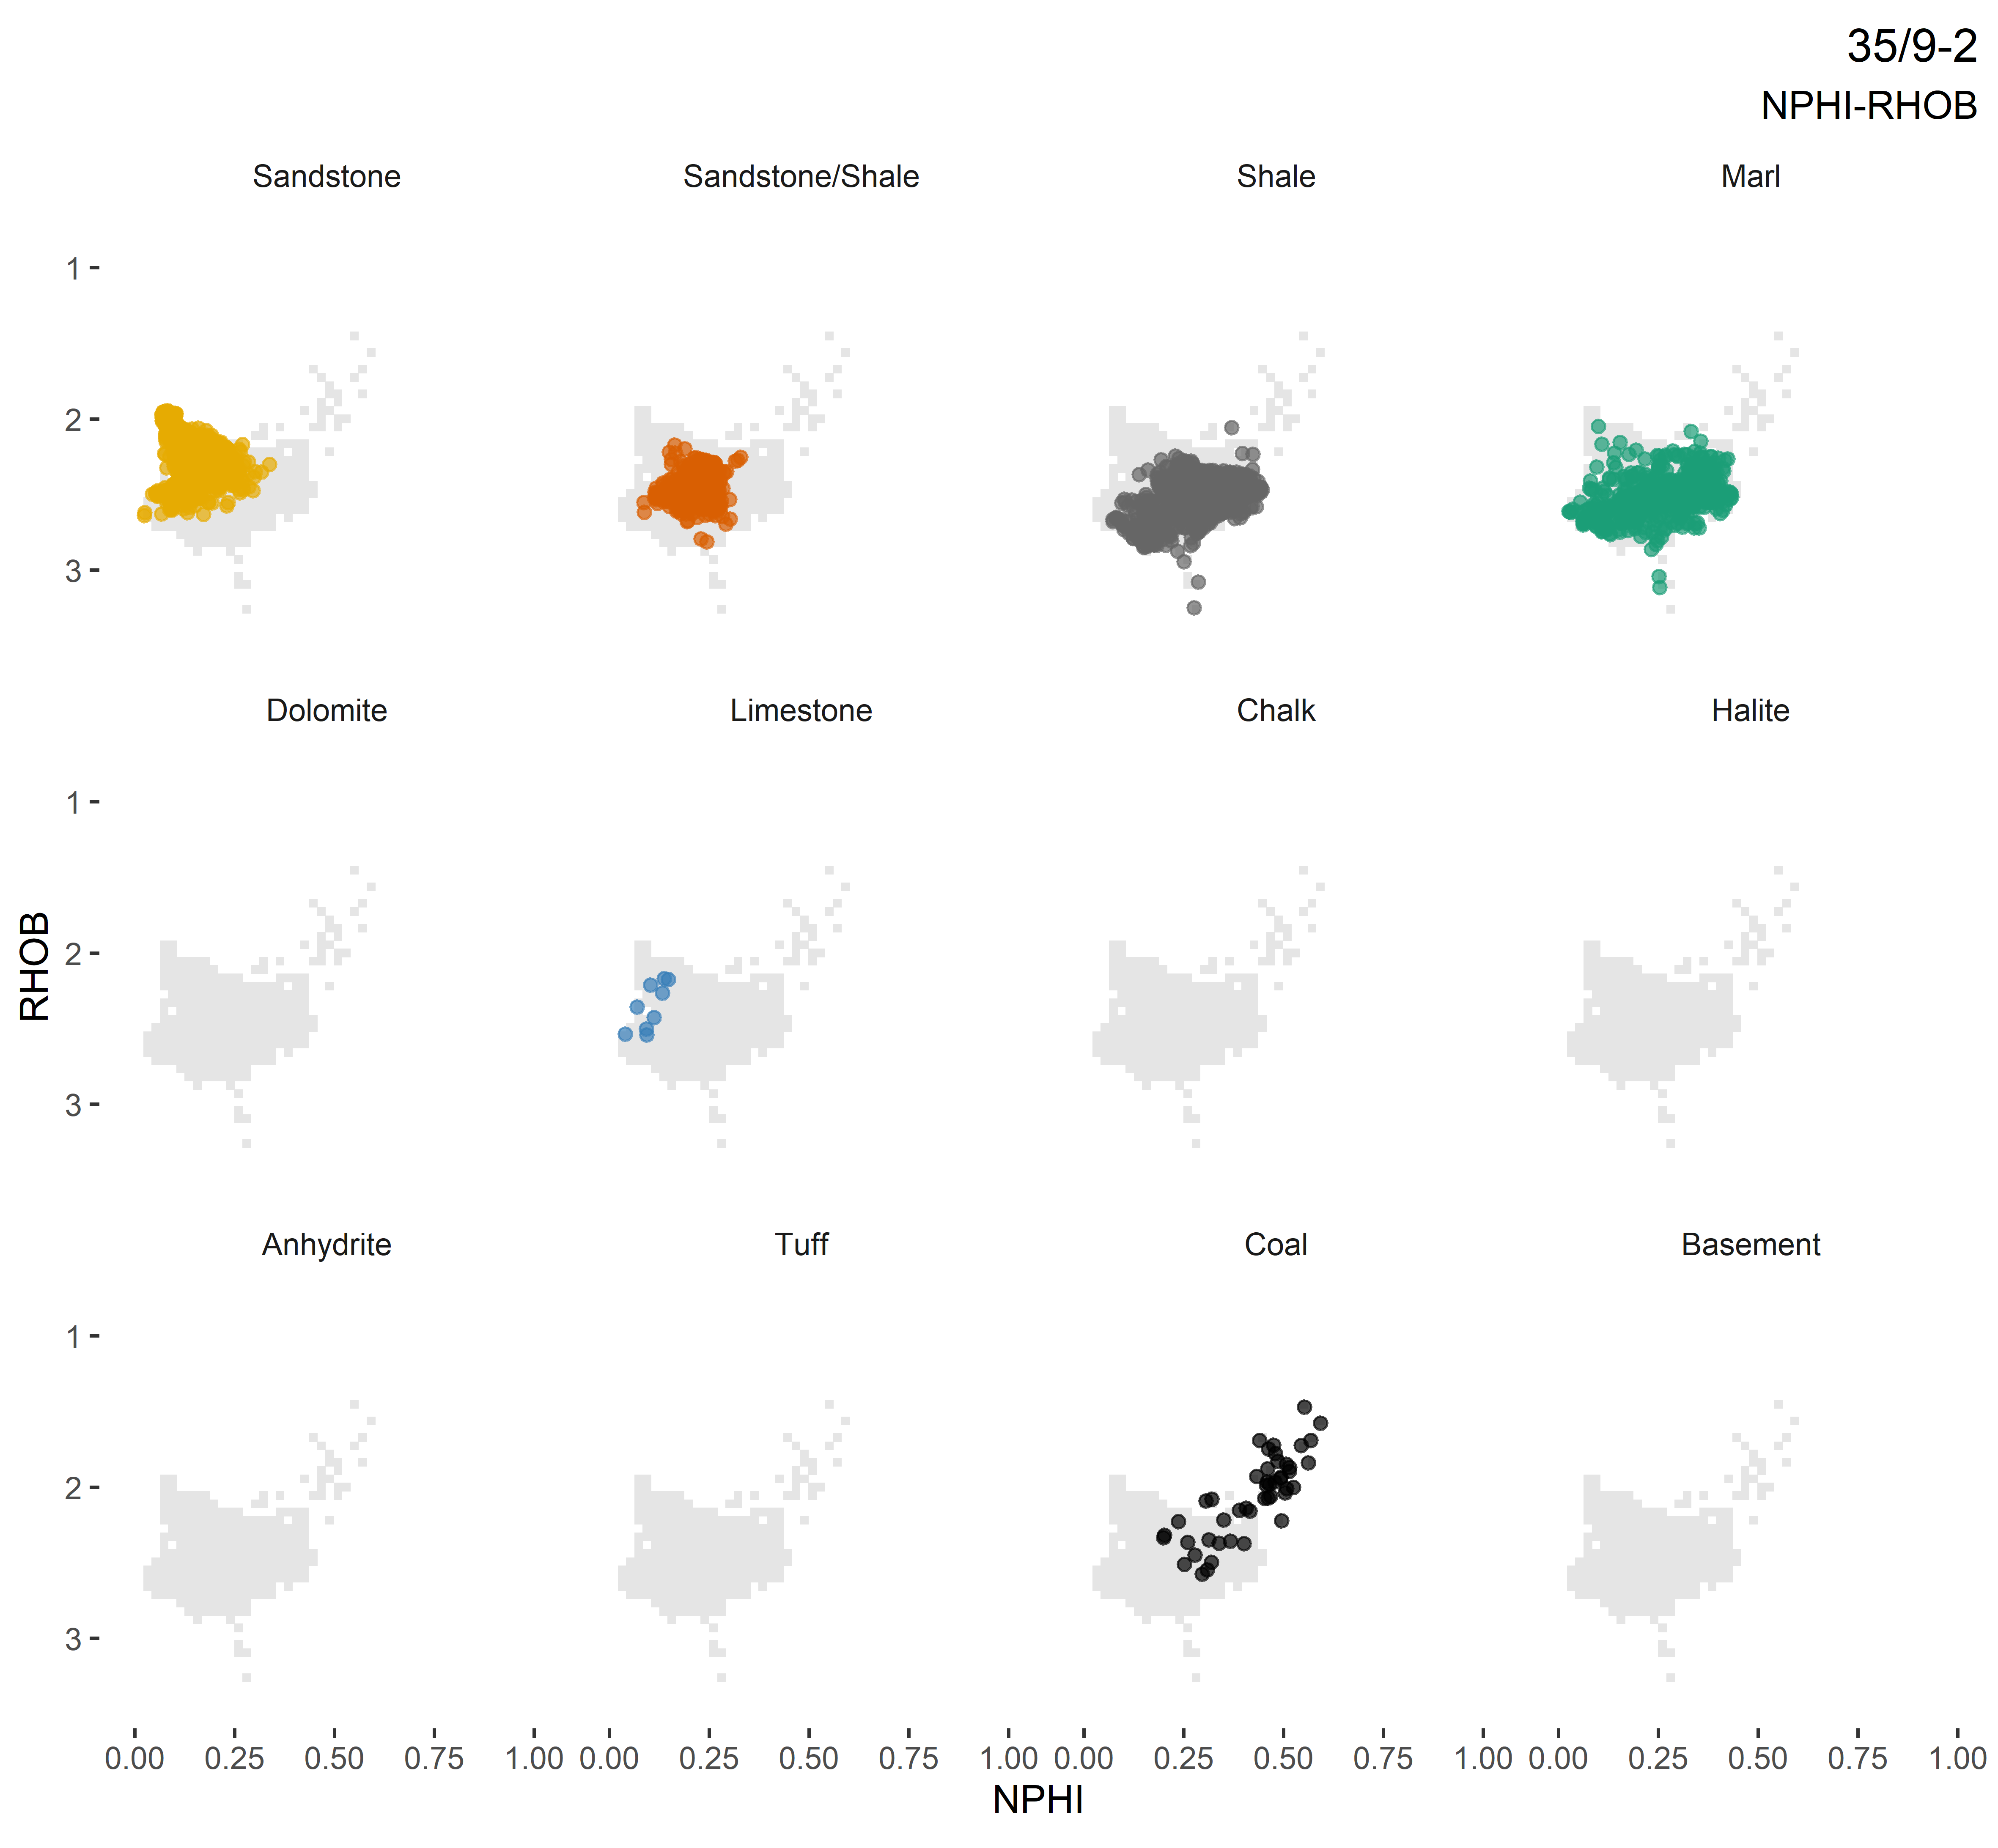 35/9-2
NPHI-RHOB
Sandstone Sandstone/Shale Shale Marl
1
2
3
Dolomite Limestone Chalk Halite
1
2
3
RHOB
Anhydrite Tuff Coal Basement
1
2
3
0.00 0.25 0.50 0.75 1.00 0.00 0.25 0.50 0.75 1.00 0.00 0.25 0.50 0.75 1.00 0.00 0.25 0.50 0.75 1.00
NPHI